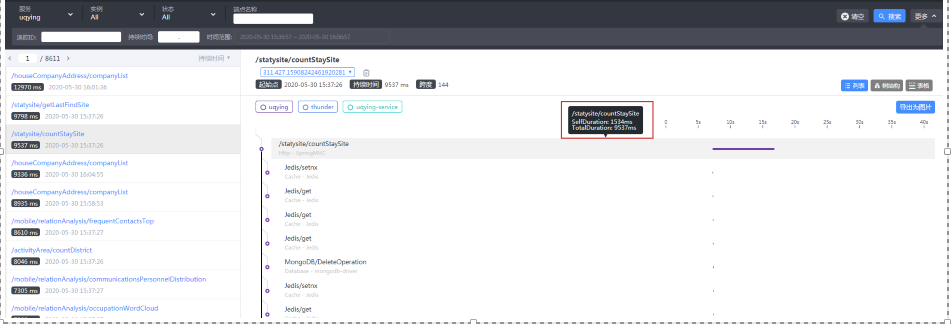 服务 实例 状态 端点名称
uqying All All
清空 搜索 更多
追踪ID: 持续时间: - 时间范围: 2020-05-30 15:36:57 ~ 2020-05-30 16:06:57
1 / 8611 持续时间
/houseCompanyAddress/companyList
12970 ms 2020-05-30 16:01:36
/statysite/getLastFindSite
9798 ms 2020-05-30 15:37:26
/statysite/countStaySite
9537 ms 2020-05-30 15:37:26
/houseCompanyAddress/companyList
9336 ms 2020-05-30 16:04:55
/houseCompanyAddress/companyList
8935 ms 2020-05-30 15:58:53
/mobile/relationAnalysis/frequentContactsTop
8610 ms 2020-05-30 15:37:27
/activityArea/countDistrict
8046 ms 2020-05-30 15:37:26
/mobile/relationAnalysis/communicationsPersonnelDistribution
7305 ms 2020-05-30 15:37:27
/mobile/relationAnalysis/occupationWordCloud
/statysite/countStaySite
311.427.15908242461920281
起始点 2020-05-30 15:37:26 持续时间 9537 ms 跨度 144
列表 树结构 表格
uqying thunder uqying-service
导出为图片
/statysite/countStaySite
SelfDuration: 1534ms
TotalDuration: 9537ms
0 5s 10s 15s 20s 25s 30s 35s 40s
/statysite/countStaySite
Http - SpringMVC
Jedis/setnx
Cache - Jedis
Jedis/get
Cache - Jedis
Jedis/get
Cache - Jedis
Jedis/get
Cache - Jedis
MongoDB/DeleteOperation
Database - mongodb-driver
Jedis/setnx
Cache - Jedis
Jedis/get